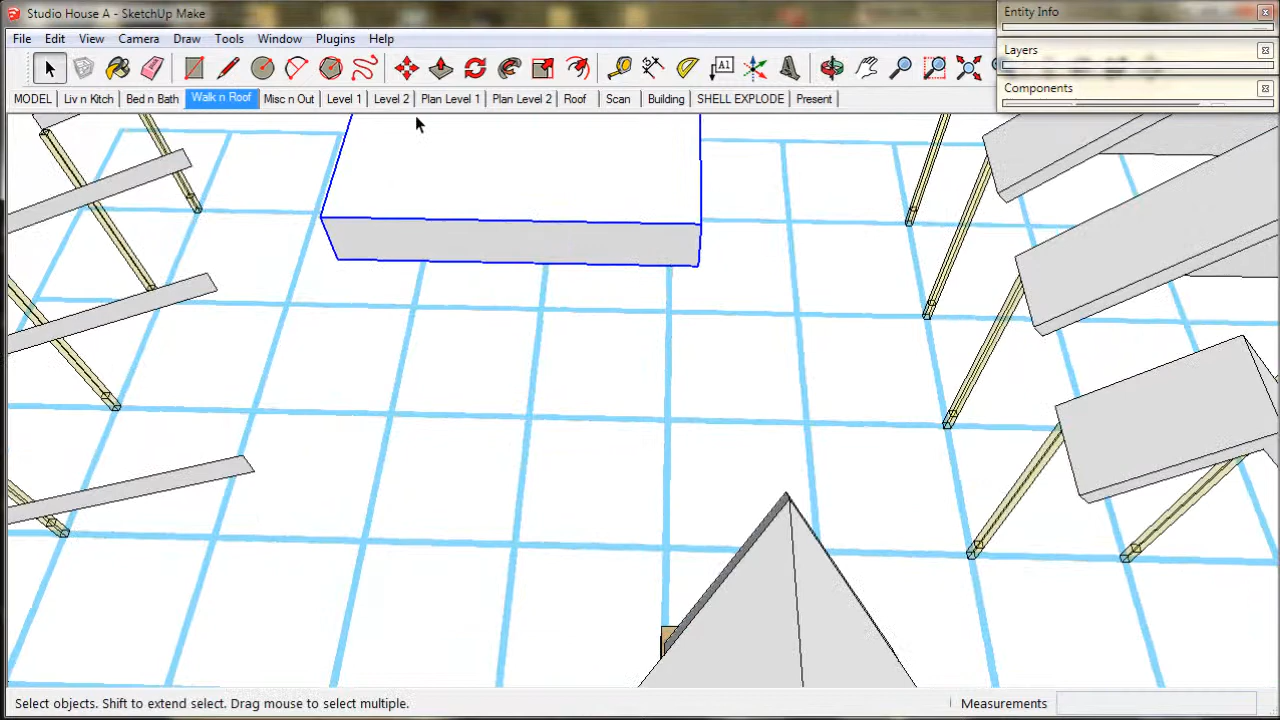 Studio House A - SketchUp Make
Entity Info
File Edit View Camera Draw Tools Window Plugins Help
Layers
A1
Components
MODEL Liv n Kitch Bed n Bath Walk n Roof Misc n Out Level 1 Level 2 Plan Level 1 Plan Level 2 Roof Scan Building SHELL EXPLODE Present
Select objects. Shift to extend select. Drag mouse to select multiple.
Measurements